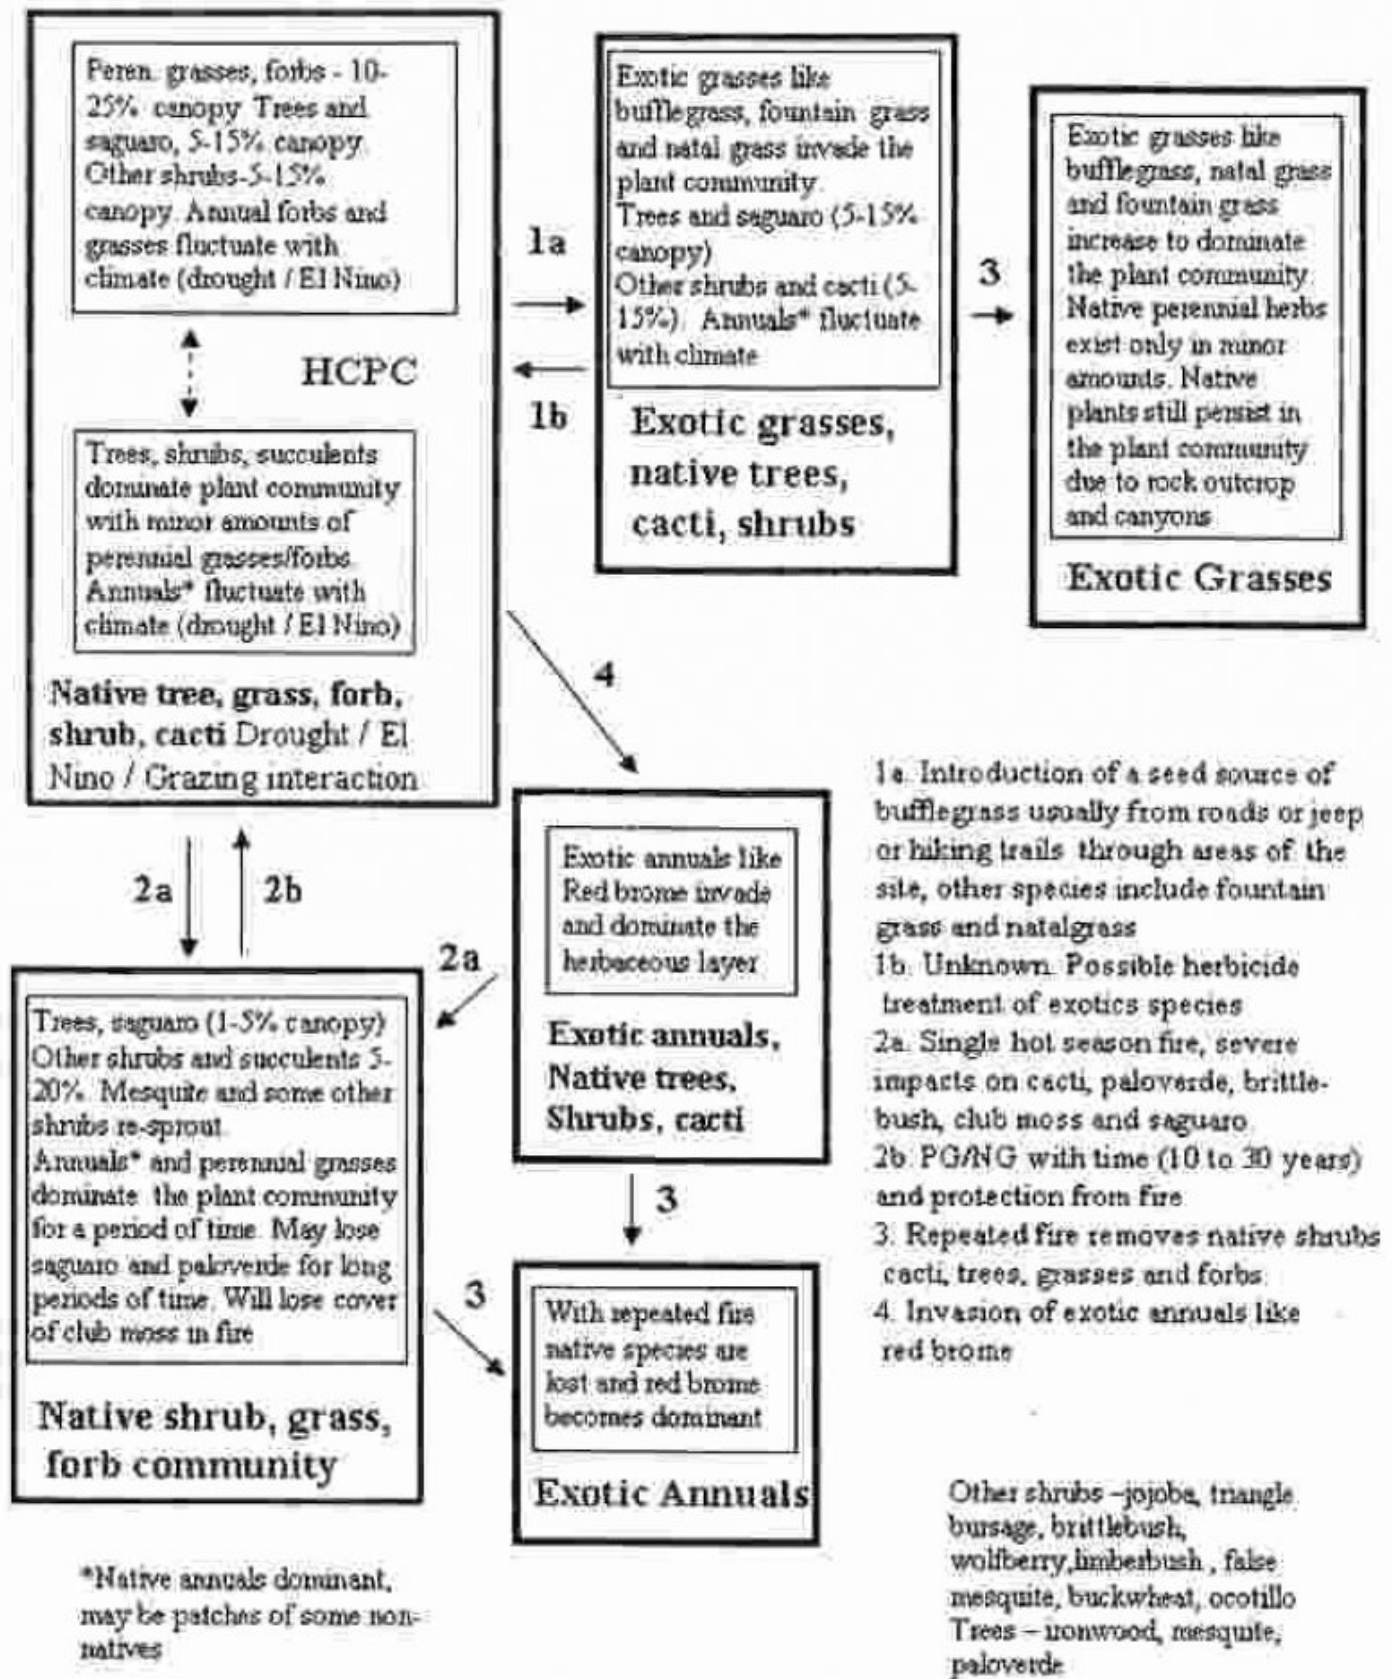 Peren. grasses, forbs - 10-
25% canopy Trees and
saguaro, 5-15% canopy.
Other shrubs-5-15%
canopy. Annual forbs and
grasses fluctuate with
climate (drought / El Nino)
HCPC
Trees, shrubs, succulents
dominate plant community
with minor amounts of
perennial grasses/forbs.
Annuals* fluctuate with
climate (drought / El Nino)
Native tree, grass, forb,
shrub, cacti Drought / El
Nino / Grazing interaction
1a
1b
Exotic grasses like
bufflegrass, fountain grass
and natal grass invade the
plant community.
Trees and saguaro (5-15%
canopy)
Other shrubs and cacti (5-
15%). Annuals* fluctuate
with climate
Exotic grasses,
native trees,
cacti, shrubs
3
Exotic grasses like
bufflegrass, natal grass
and fountain grass
increase to dominate
the plant community.
Native perennial herbs
exist only in minor
amounts. Native
plants still persist in
the plant community
due to rock outcrop
and canyons
Exotic Grasses
4
2a
2b
Exotic annuals like
Red brome invade
and dominate the
herbaceous layer
Exotic annuals,
Native trees,
Shrubs, cacti
2a
3
Trees, saguaro (1-5% canopy)
Other shrubs and succulents 5-
20%. Mesquite and some other
shrubs re-sprout.
Annuals* and perennial grasses
dominate the plant community
for a period of time. May lose
saguaro and paloverde for long
periods of time. Will lose cover
of club moss in fire
Native shrub, grass,
forb community
3
With repeated fire
native species are
lost and red brome
becomes dominant
Exotic Annuals
1a. Introduction of a seed source of
bufflegrass usually from roads or jeep
or hiking trails through areas of the
site, other species include fountain
grass and natalgrass
1b. Unknown. Possible herbicide
treatment of exotics species
2a. Single hot season fire, severe
impacts on cacti, paloverde, brittle-
bush, club moss and saguaro
2b. PG/NG with time (10 to 30 years)
and protection from fire
3. Repeated fire removes native shrubs
cacti, trees, grasses and forbs.
4. Invasion of exotic annuals like
red brome
*Native annuals dominant,
may be patches of some non-
natives
Other shrubs –jojoba, triangle
bursage, brittlebush,
wolfberry,limberbush , false
mesquite, buckwheat, ocotillo
Trees – ironwood, mesquite,
paloverde